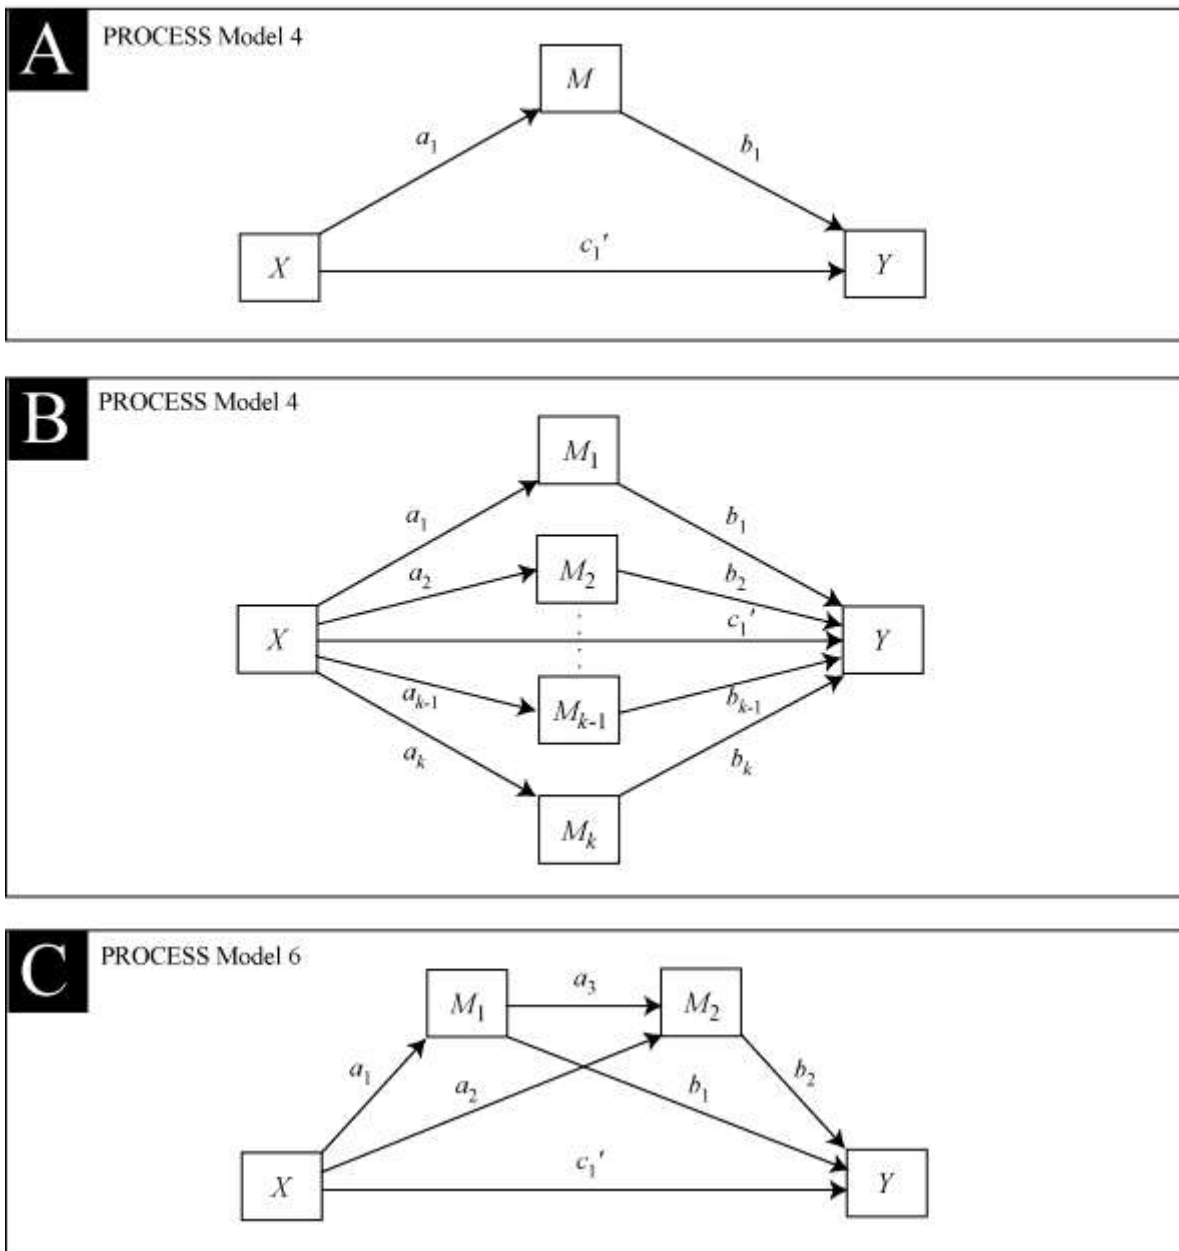 A PROCESS Model 4
M
a₁ b₁
c₁′
X Y
B PROCESS Model 4
M₁
a₁ b₁
a₂ M₂ b₂
c₁′
X Y
aₖ₋₁ Mₖ₋₁ bₖ₋₁
aₖ bₖ
Mₖ
C PROCESS Model 6
M₁ a₃ M₂
a₁ a₂ b₁ b₂
c₁′
X Y